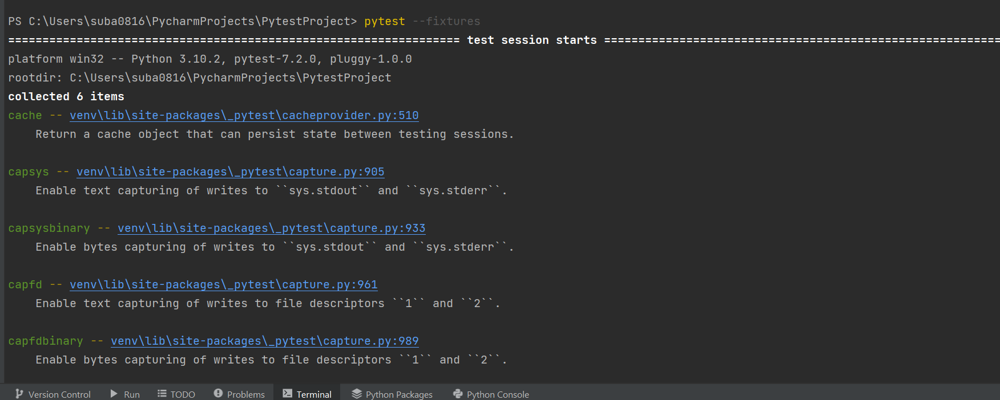 PS C:\Users\suba0816\PycharmProjects\PytestProject> pytest --fixtures
================================================================== test session starts ==========================================================
platform win32 -- Python 3.10.2, pytest-7.2.0, pluggy-1.0.0
rootdir: C:\Users\suba0816\PycharmProjects\PytestProject
collected 6 items
cache -- venv\lib\site-packages\_pytest\cacheprovider.py:510
    Return a cache object that can persist state between testing sessions.
capsys -- venv\lib\site-packages\_pytest\capture.py:905
    Enable text capturing of writes to ``sys.stdout`` and ``sys.stderr``.
capsysbinary -- venv\lib\site-packages\_pytest\capture.py:933
    Enable bytes capturing of writes to ``sys.stdout`` and ``sys.stderr``.
capfd -- venv\lib\site-packages\_pytest\capture.py:961
    Enable text capturing of writes to file descriptors ``1`` and ``2``.
capfdbinary -- venv\lib\site-packages\_pytest\capture.py:989
    Enable bytes capturing of writes to file descriptors ``1`` and ``2``.
Version Control Run TODO Problems Terminal Python Packages Python Console